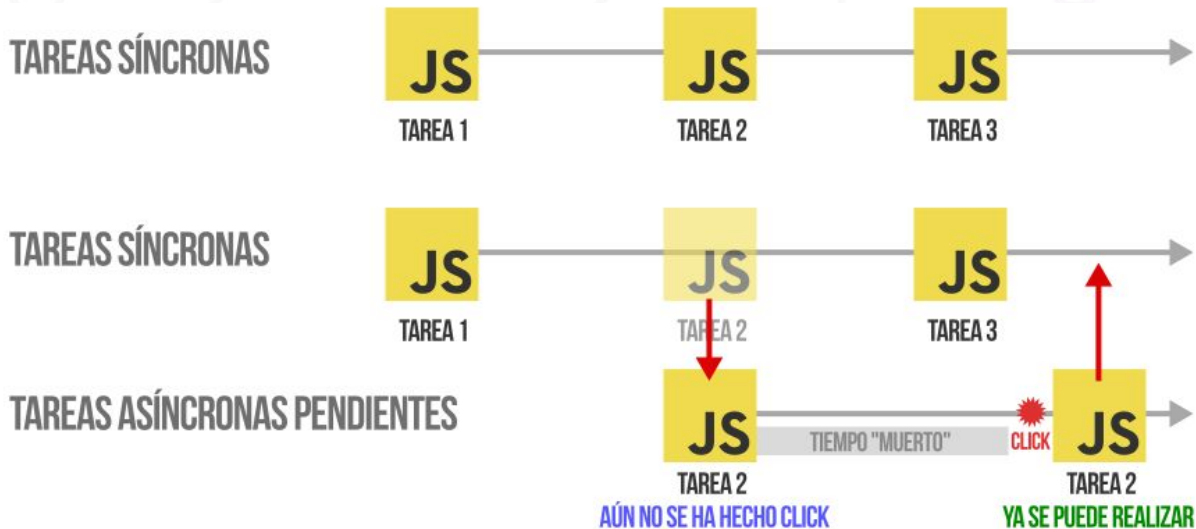 TAREAS SÍNCRONAS
JS
JS
JS
TAREA 1
TAREA 2
TAREA 3
TAREAS SÍNCRONAS
JS
JS
JS
TAREA 1
TAREA 2
TAREA 3
TAREAS ASÍNCRONAS PENDIENTES
JS
TIEMPO "MUERTO"
CLICK
JS
TAREA 2
TAREA 2
AÚN NO SE HA HECHO CLICK
YA SE PUEDE REALIZAR